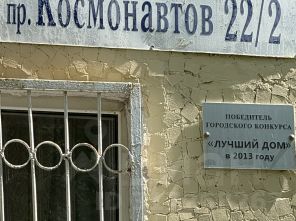 пр. Космонавтов 22/2
ПОБЕДИТЕЛЬ
ГОРОДСКОГО КОНКУРСА
«ЛУЧШИЙ ДОМ»
в 2013 году